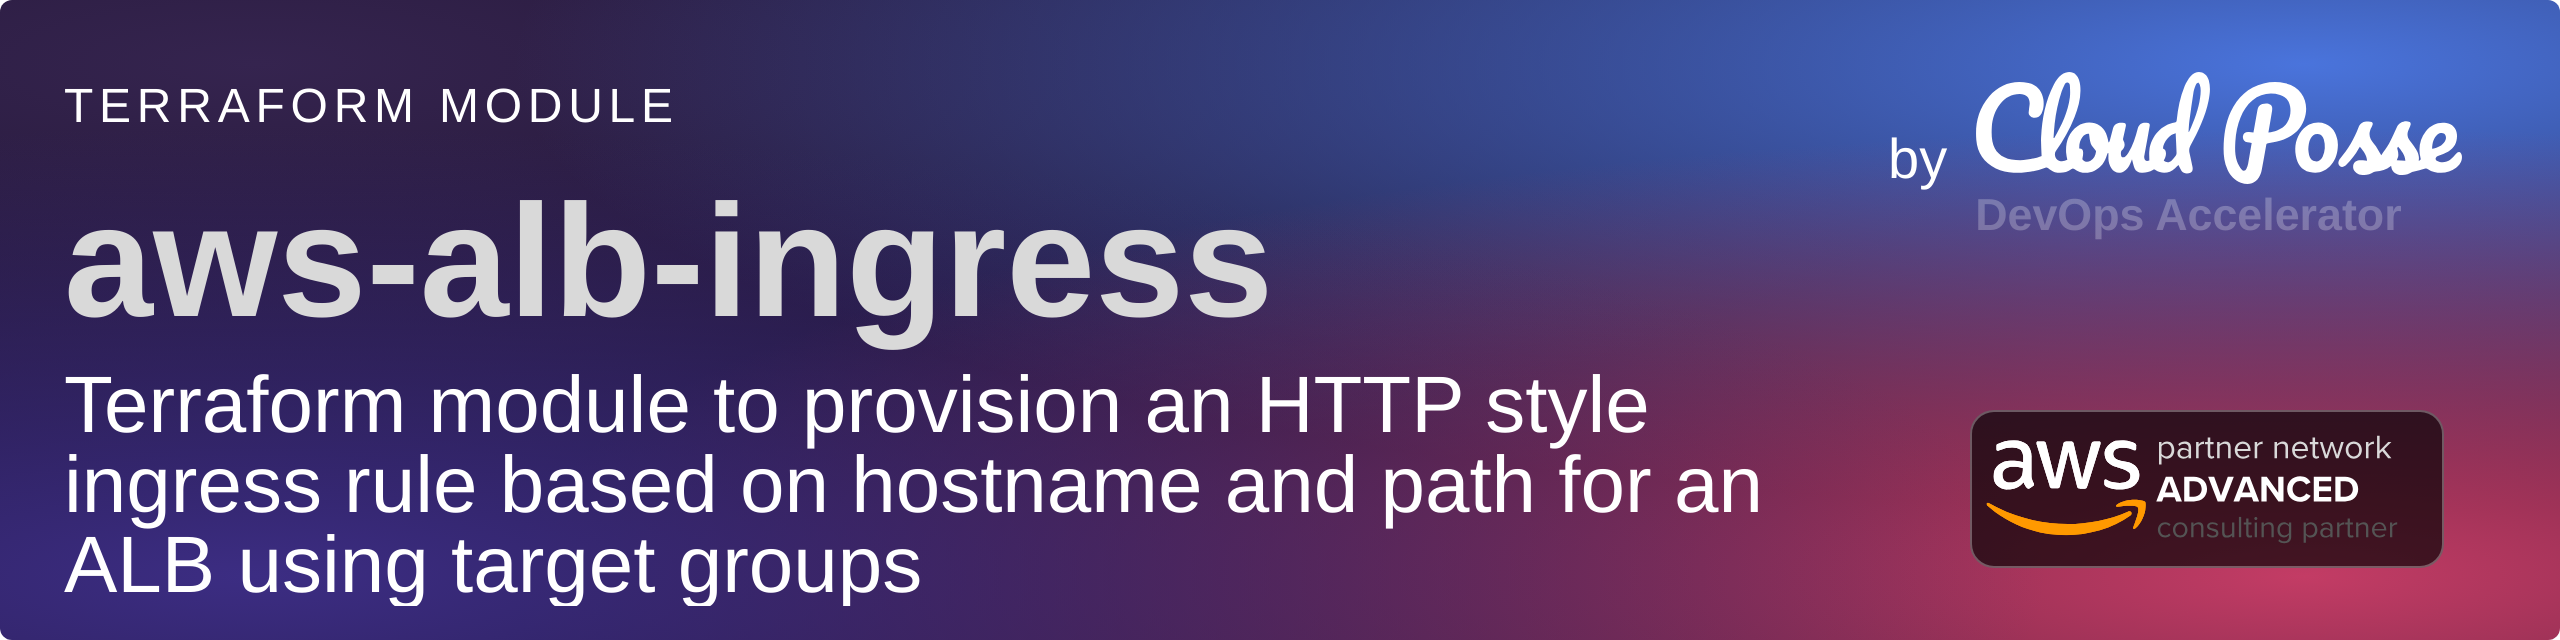 TERRAFORM MODULE
by Cloud Posse
DevOps Accelerator
aws-alb-ingress
Terraform module to provision an HTTP style
ingress rule based on hostname and path for an
ALB using target groups
aws partner network
ADVANCED
consulting partner